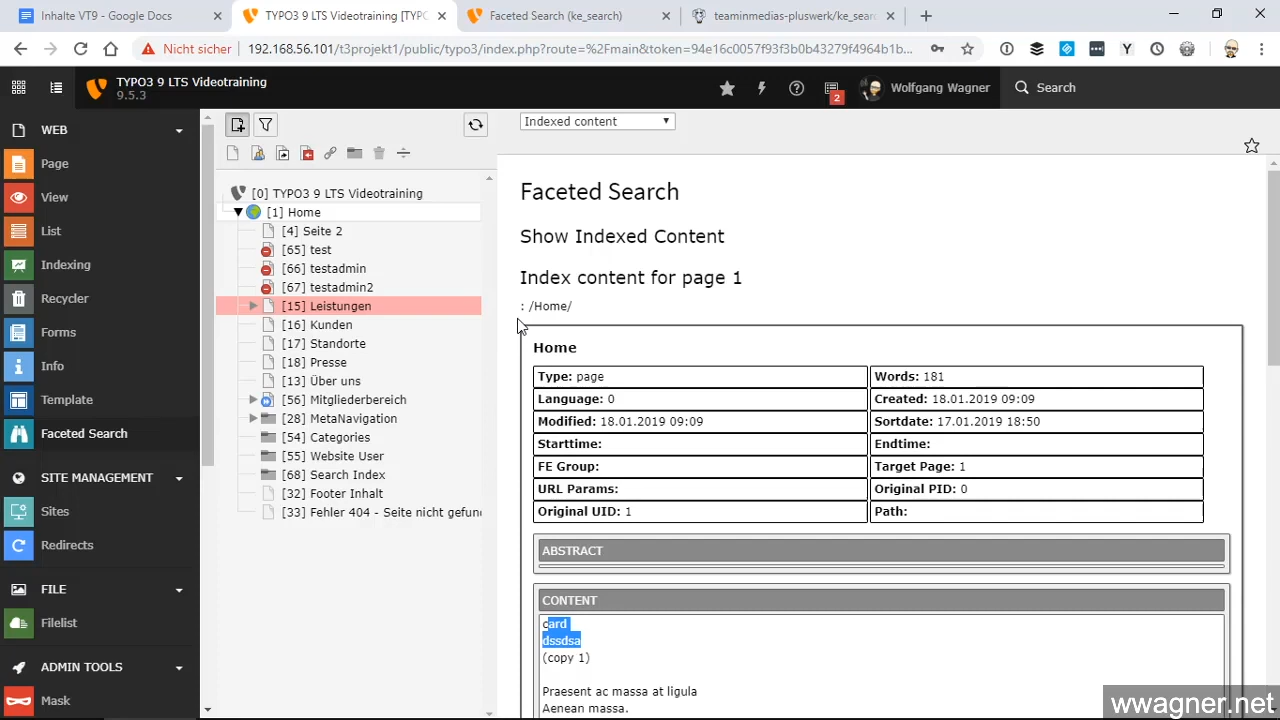 Inhalte VT9 - Google Docs
TYPO3 9 LTS Videotraining [TYPO
Faceted Search (ke_search)
teaminmedias-pluswerk/ke_searc
Nicht sicher
192.168.56.101/t3projekt1/public/typo3/index.php?route=%2Fmain&token=94e16c0057f93f3b0b43279f4964b1b...
TYPO3 9 LTS Videotraining
9.5.3
2
Wolfgang Wagner
Search
WEB
Page
View
List
Indexing
Recycler
Forms
Info
Template
Faceted Search
SITE MANAGEMENT
Sites
Redirects
FILE
Filelist
ADMIN TOOLS
Mask
[0] TYPO3 9 LTS Videotraining
[1] Home
[4] Seite 2
[65] test
[66] testadmin
[67] testadmin2
[15] Leistungen
[16] Kunden
[17] Standorte
[18] Presse
[13] Über uns
[56] Mitgliederbereich
[28] MetaNavigation
[54] Categories
[55] Website User
[68] Search Index
[32] Footer Inhalt
[33] Fehler 404 - Seite nicht gefun
Indexed content
Faceted Search
Show Indexed Content
Index content for page 1
: /Home/
Home
Type: page
Words: 181
Language: 0
Created: 18.01.2019 09:09
Modified: 18.01.2019 09:09
Sortdate: 17.01.2019 18:50
Starttime:
Endtime:
FE Group:
Target Page: 1
URL Params:
Original PID: 0
Original UID: 1
Path:
ABSTRACT
CONTENT
card
dssdsa
(copy 1)
Praesent ac massa at ligula
Aenean massa.
wwagner.net